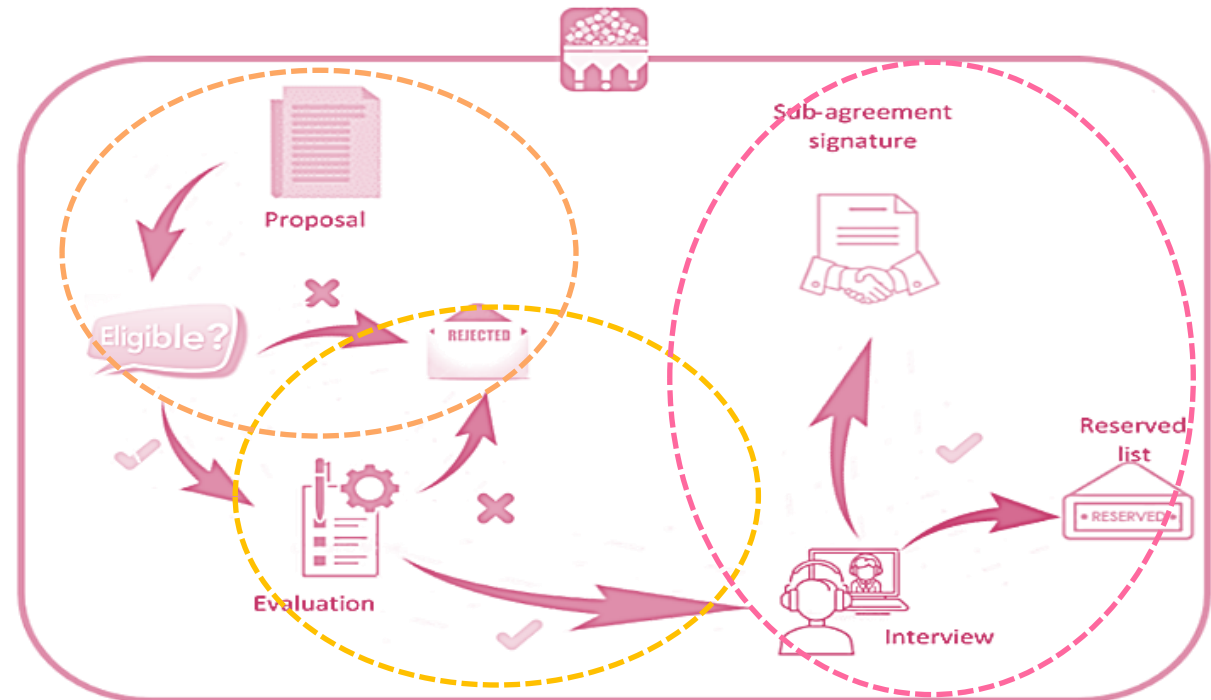 Sub-agreement
signature
Proposal
Eligible?
REJECTED
Reserved
list
RESERVED
Evaluation
Interview